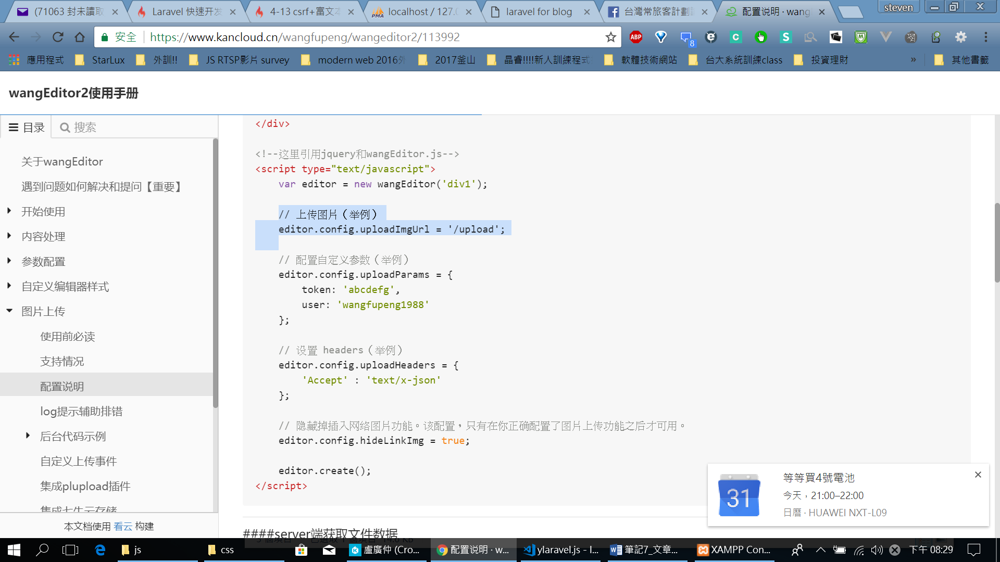 (71063 封未讀取
Laravel 快速开发
4-13 csrf+富文本
localhost / 127.0
laravel for blog
台灣常旅客計劃
配置说明 · wang
steven
安全
https://www.kancloud.cn/wangfupeng/wangeditor2/113992
ABP
8
應用程式
StarLux
外訓!!
JS RTSP影片 survey
modern web 2016外
2017釜山
晶睿!!!!新人訓練程式
軟體技術網站
台大系統訓練class
投資理財
»
其他書籤
wangEditor2使用手册
目录
搜索
关于wangEditor
遇到问题如何解决和提问【重要】
开始使用
内容处理
参数配置
自定义编辑器样式
图片上传
使用前必读
支持情况
配置说明
log提示辅助排错
后台代码示例
自定义上传事件
集成plupload插件
集成七牛云存储
本文档使用 看云 构建
</div>
<!--这里引用jquery和wangEditor.js-->
<script type="text/javascript">
var editor = new wangEditor('div1');
// 上传图片（举例）
editor.config.uploadImgUrl = '/upload';
// 配置自定义参数（举例）
editor.config.uploadParams = {
token: 'abcdefg',
user: 'wangfupeng1988'
};
// 设置 headers（举例）
editor.config.uploadHeaders = {
'Accept' : 'text/x-json'
};
// 隐藏掉插入网络图片功能。该配置，只有在你正确配置了图片上传功能之后才可用。
editor.config.hideLinkImg = true;
editor.create();
</script>
####server端获取文件数据
31
等等買4號電池
今天，21:00–22:00
日曆 · HUAWEI NXT-L09
js
css
盧廣仲 (Cro...
配置说明 · w...
ylaravel.js - l...
筆記7_文章...
XAMPP Con...
下午 08:29